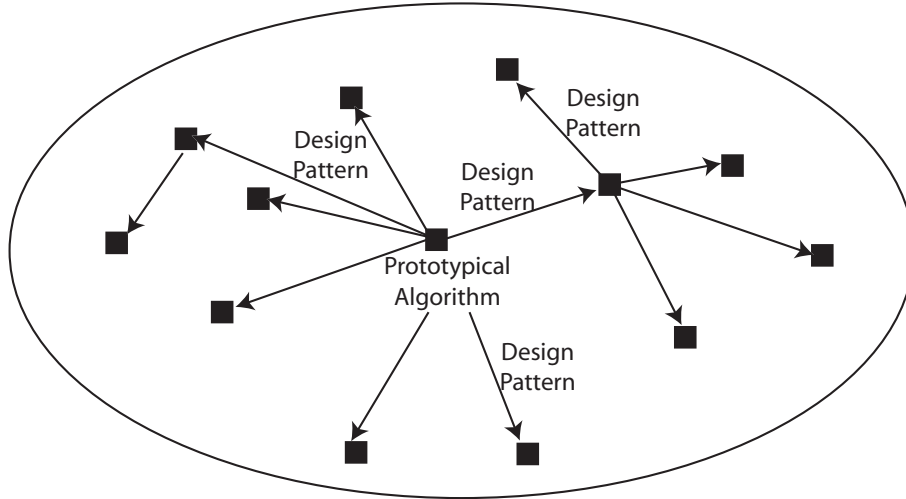 Design
Pattern
Design
Pattern
Design
Pattern
Prototypical
Algorithm
Design
Pattern